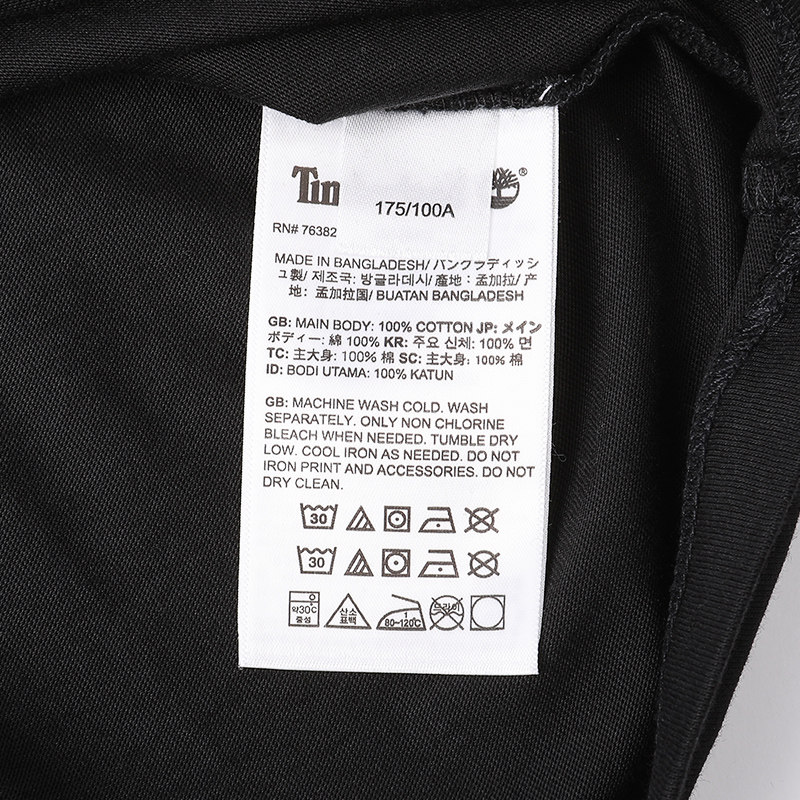 Tim
175/100A
RN# 76382
MADE IN BANGLADESH/ バングラディッシ
ュ製/ 제조국: 방글라데시/ 產地：孟加拉/ 产
地：孟加拉国/ BUATAN BANGLADESH
GB: MAIN BODY: 100% COTTON JP: メイン
ボディー: 綿 100% KR: 주요 신체: 100% 면
TC: 主大身: 100% 棉 SC: 主大身: 100% 棉
ID: BODI UTAMA: 100% KATUN
GB: MACHINE WASH COLD. WASH
SEPARATELY. ONLY NON CHLORINE
BLEACH WHEN NEEDED. TUMBLE DRY
LOW. COOL IRON AS NEEDED. DO NOT
IRON PRINT AND ACCESSORIES. DO NOT
DRY CLEAN.
30
30
약30℃ 중성 산소 표백 1 80~120℃ 드라이